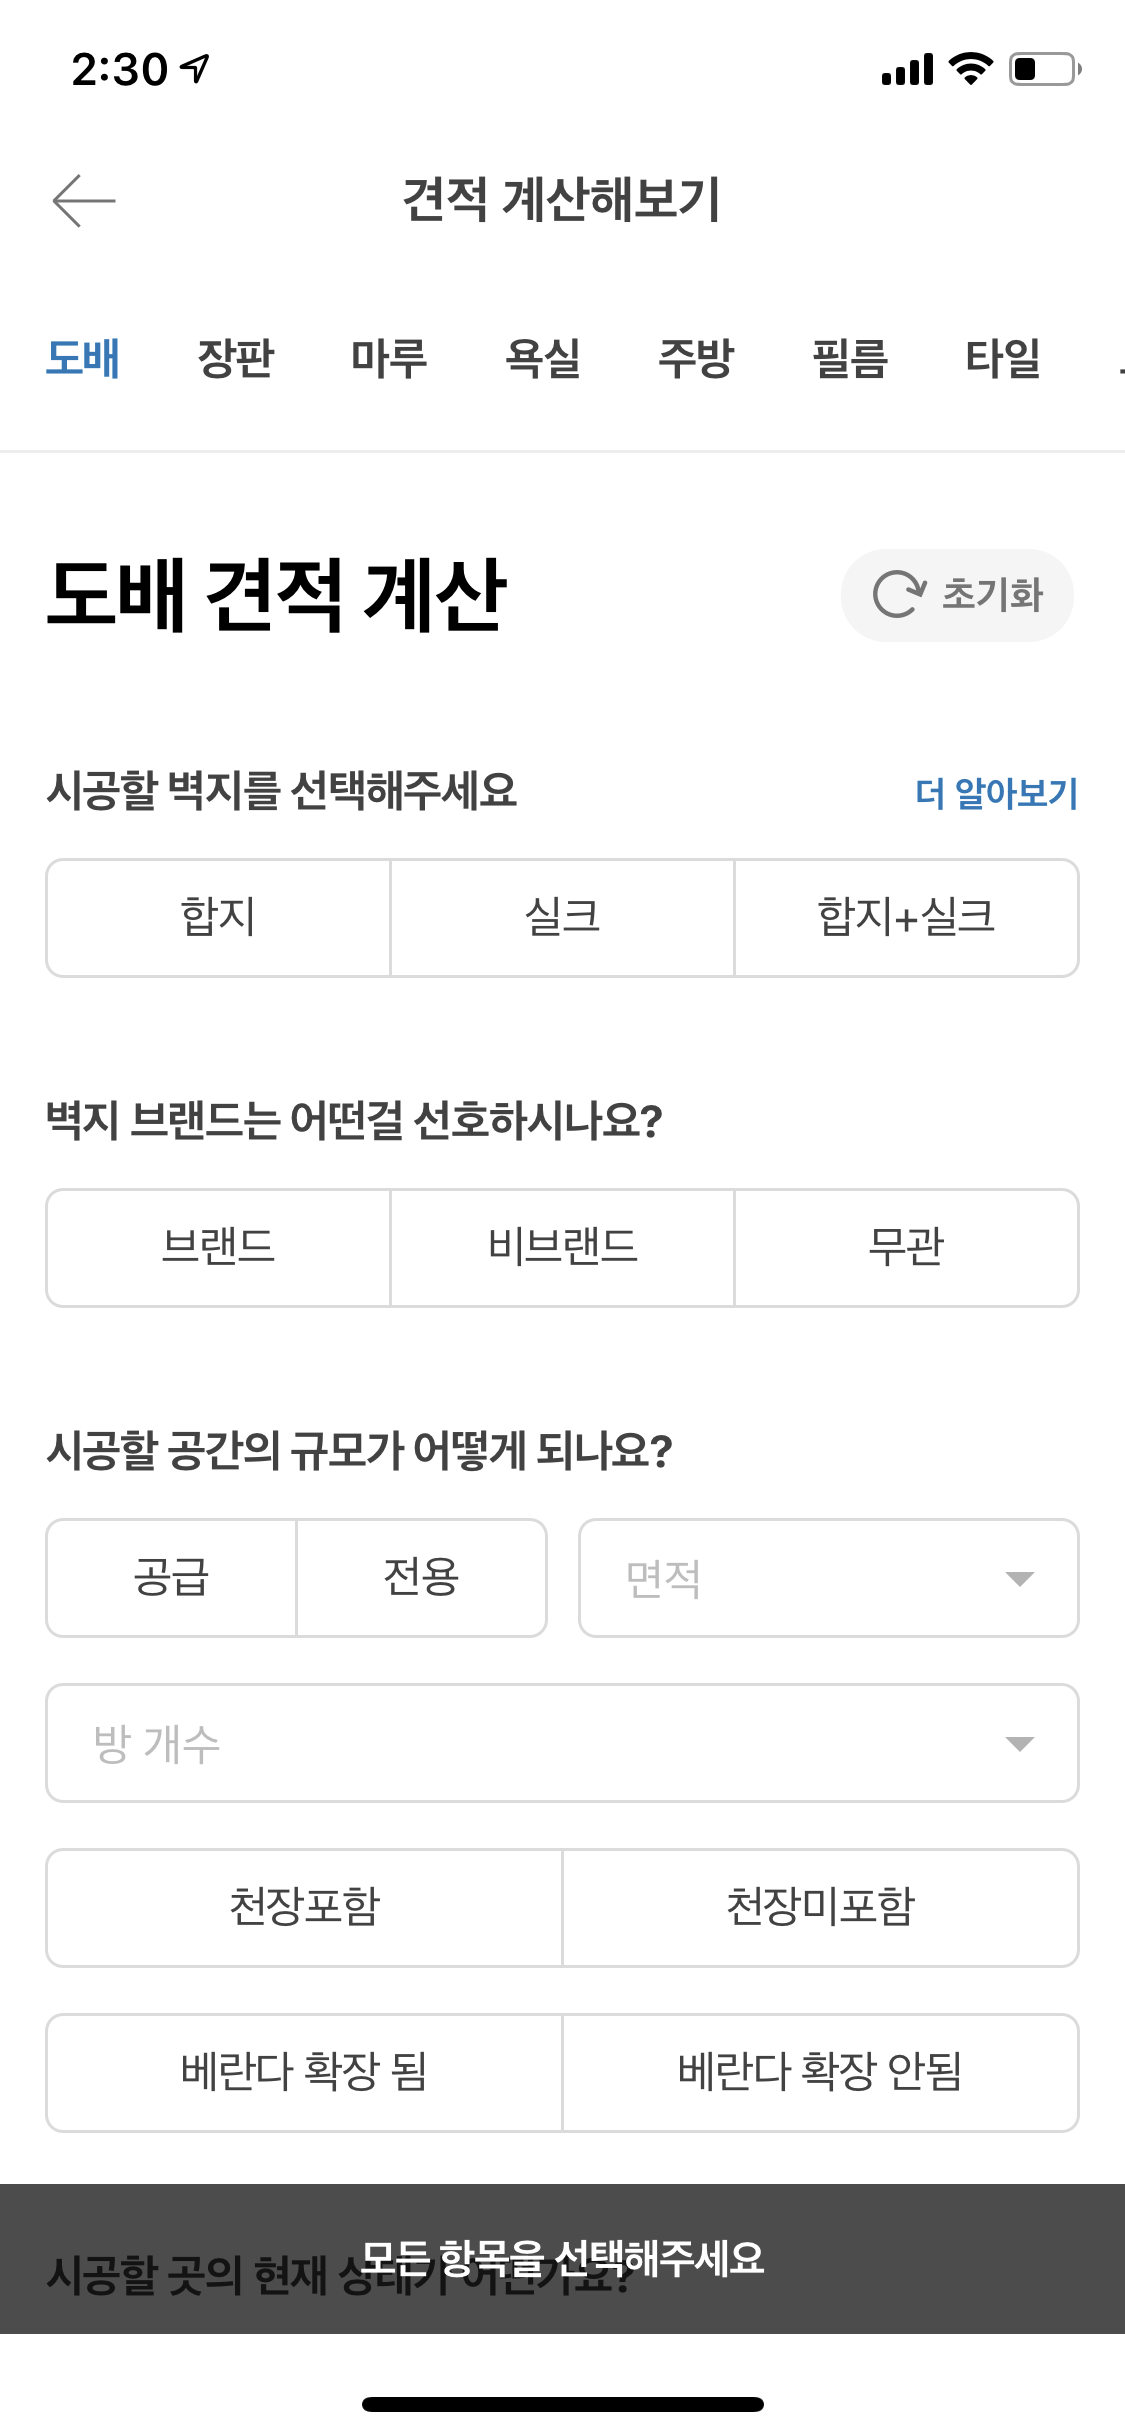 2:30
견적 계산해보기
도배 장판 마루 욕실 주방 필름 타일
도배 견적 계산
초기화
시공할 벽지를 선택해주세요
더 알아보기
합지 실크 합지+실크
벽지 브랜드는 어떤걸 선호하시나요?
브랜드 비브랜드 무관
시공할 공간의 규모가 어떻게 되나요?
공급 전용 면적
방 개수
천장포함 천장미포함
베란다 확장 됨 베란다 확장 안됨
모든 항목을 선택해주세요
시공할 곳의 현재 상태가 어떤가요?